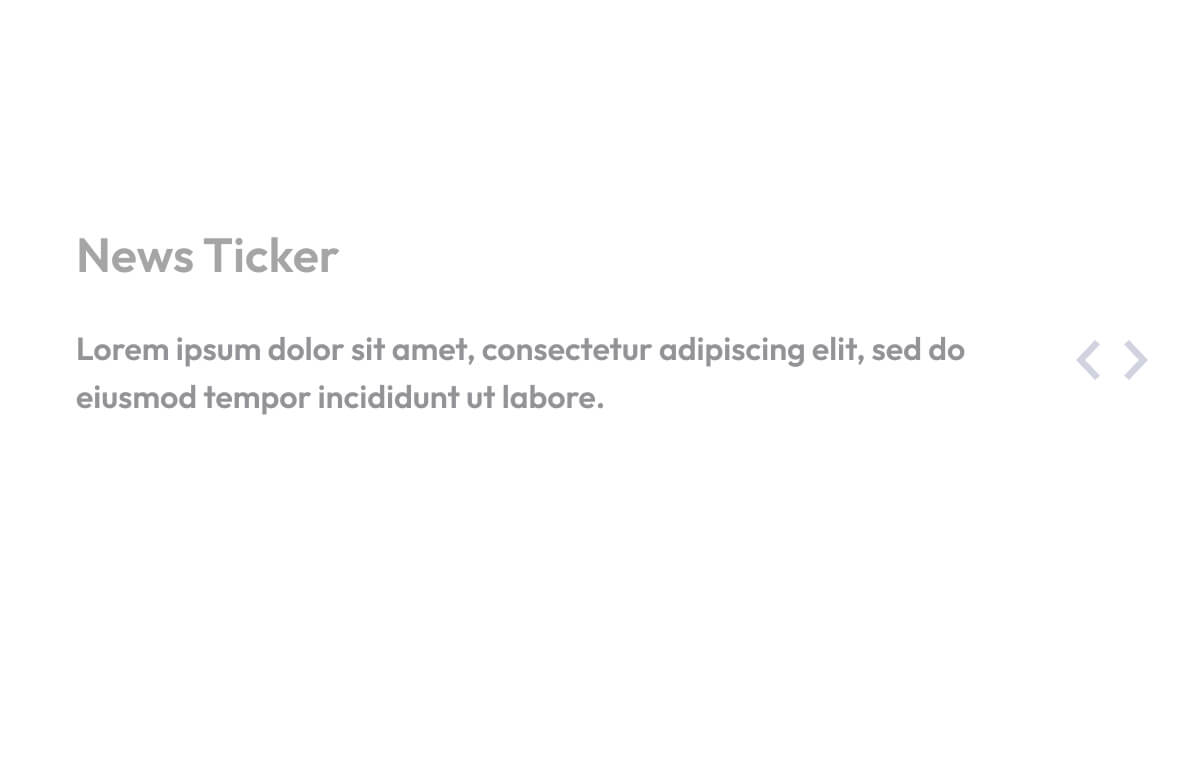 News Ticker
Lorem ipsum dolor sit amet, consectetur adipiscing elit, sed do
eiusmod tempor incididunt ut labore.